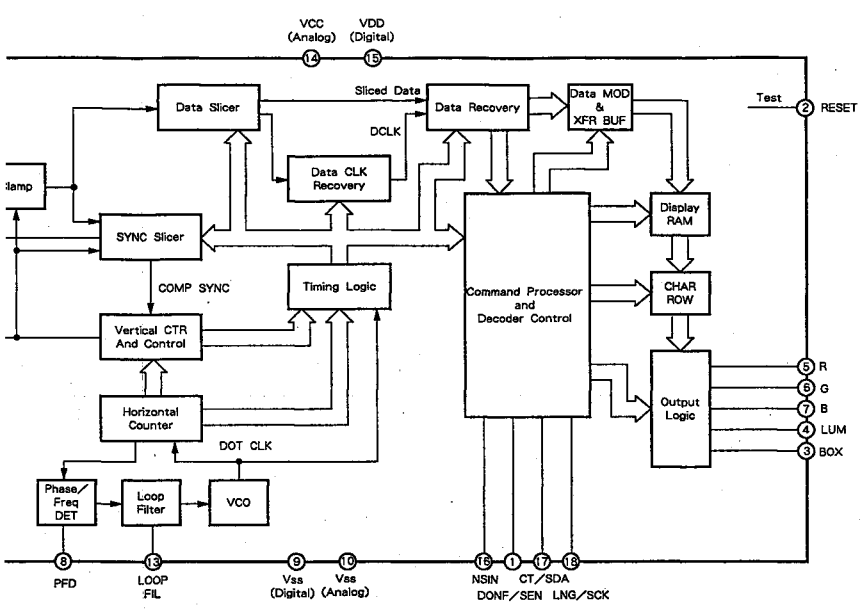 VCC
(Analog)
VDD
(Digital)
14
15
Sliced Data
Data Slicer
Data Recovery
Data MOD
&
XFR BUF
Test
2
RESET
DCLK
Data CLK
Recovery
Clamp
Display
RAM
SYNC Slicer
COMP SYNC
Timing Logic
Command Processor
and
Decoder Control
CHAR
ROW
Vertical CTR
And Control
5
R
6
G
Horizontal
Counter
Output
Logic
7
B
4
LUM
DOT CLK
3
BOX
Phase/
Freq
DET
Loop
Filter
VCO
8
13
9
10
16
1
17
18
PFD
LOOP
FIL
Vss
(Digital)
Vss
(Analog)
NSIN
CT/SDA
DONF/SEN
LNG/SCK